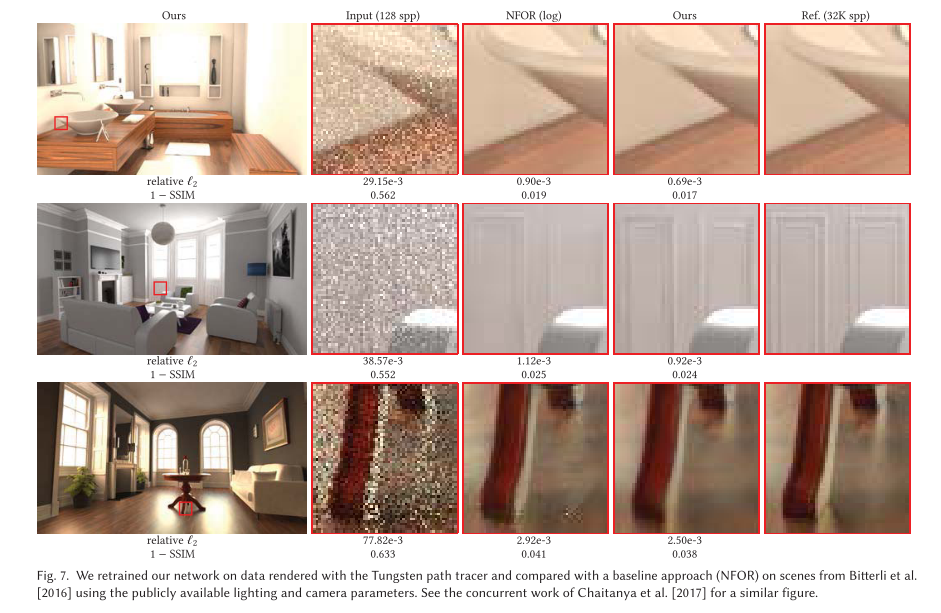 Ours Input (128 spp) NFOR (log) Ours Ref. (32K spp)
relative ℓ₂ 29.15e-3 0.90e-3 0.69e-3
1 − SSIM 0.562 0.019 0.017
relative ℓ₂ 38.57e-3 1.12e-3 0.92e-3
1 − SSIM 0.552 0.025 0.024
relative ℓ₂ 77.82e-3 2.92e-3 2.50e-3
1 − SSIM 0.633 0.041 0.038
Fig. 7. We retrained our network on data rendered with the Tungsten path tracer and compared with a baseline approach (NFOR) on scenes from Bitterli et al.
[2016] using the publicly available lighting and camera parameters. See the concurrent work of Chaitanya et al. [2017] for a similar figure.